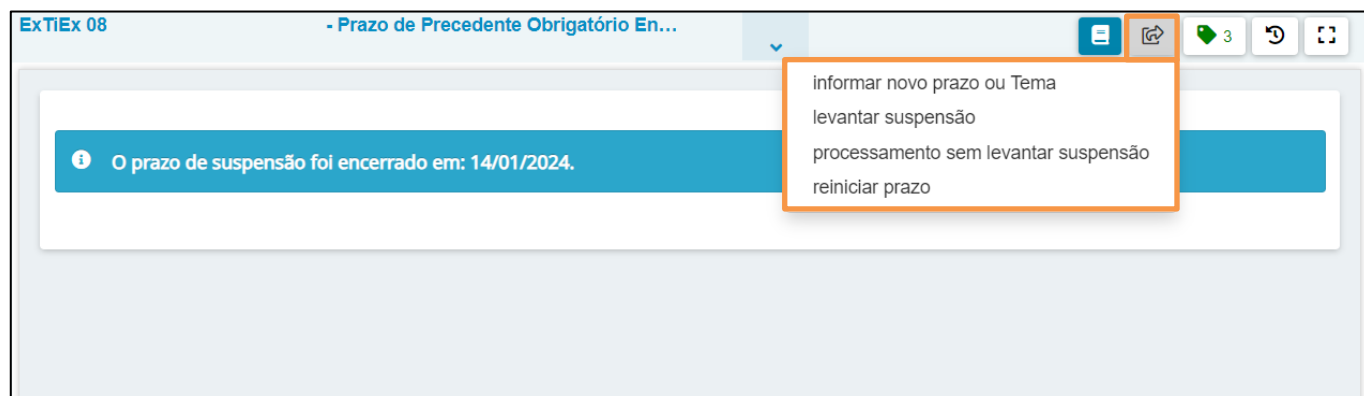 ExTiEx 08 - Prazo de Precedente Obrigatório En...
3
informar novo prazo ou Tema
levantar suspensão
processamento sem levantar suspensão
reiniciar prazo
O prazo de suspensão foi encerrado em: 14/01/2024.